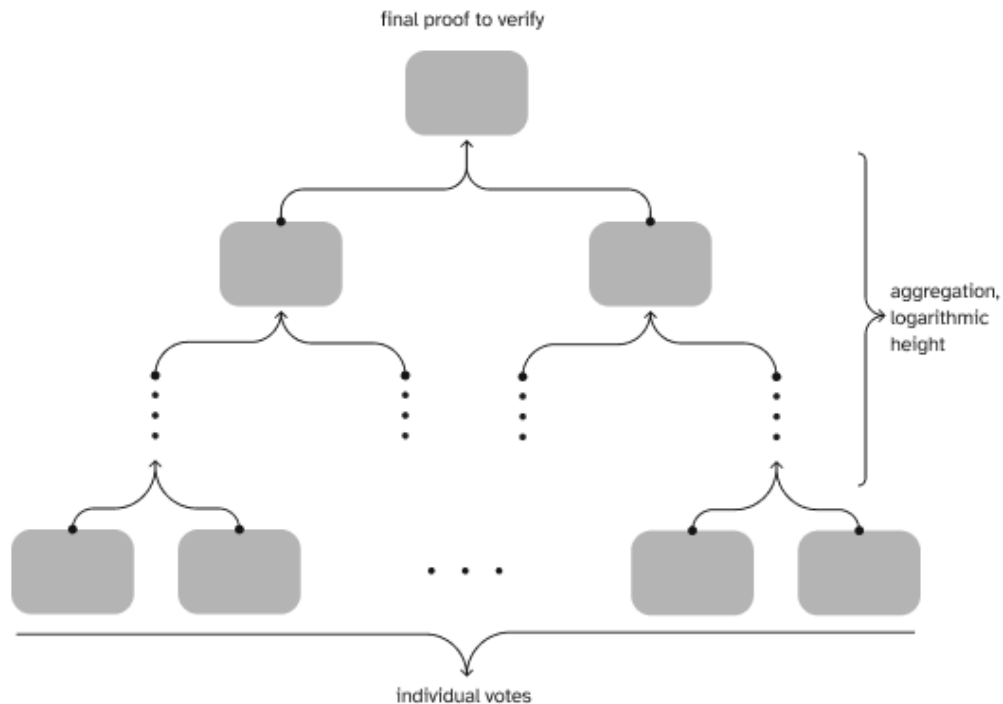 final proof to verify
aggregation,
logarithmic
height
individual votes